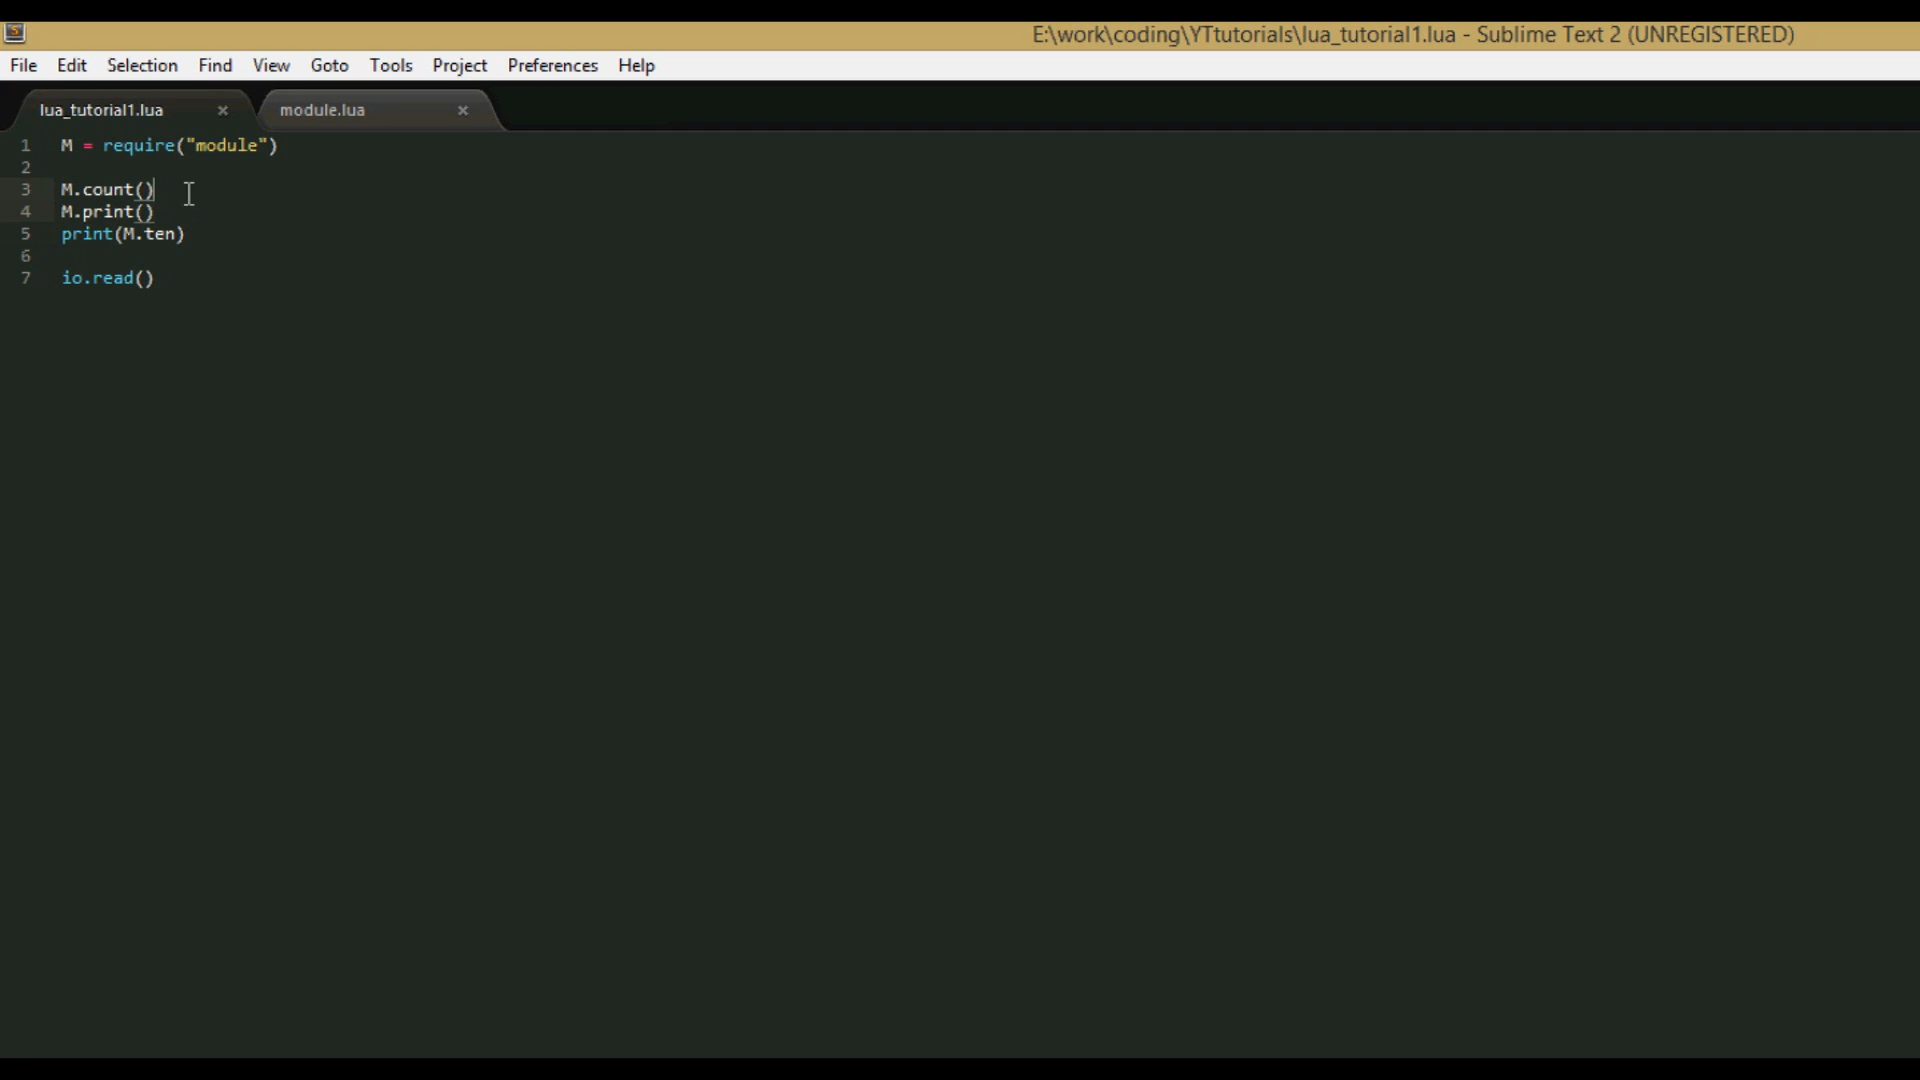 E:\work\coding\YTtutorials\lua_tutorial1.lua - Sublime Text 2 (UNREGISTERED)
File Edit Selection Find View Goto Tools Project Preferences Help
lua_tutorial1.lua × module.lua ×
1 M = require("module")
2
3 M.count()
4 M.print()
5 print(M.ten)
6
7 io.read()